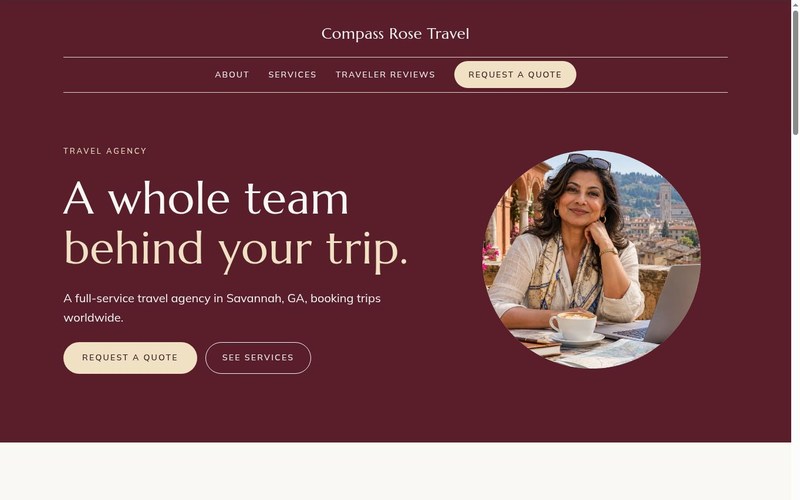 Compass Rose Travel
ABOUT SERVICES TRAVELER REVIEWS REQUEST A QUOTE
TRAVEL AGENCY
A whole team
behind your trip.
A full-service travel agency in Savannah, GA, booking trips
worldwide.
REQUEST A QUOTE SEE SERVICES